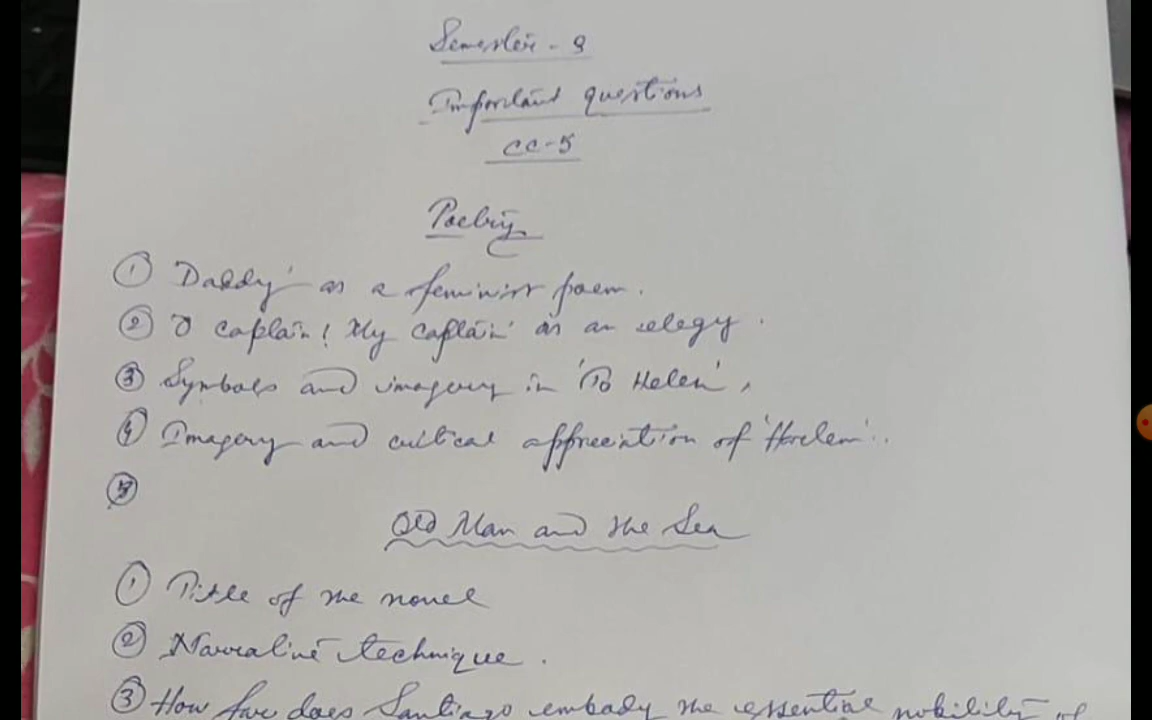 Semester - 3
Important questions
CC-5
Poetry
① 'Daddy' as a feminist poem.
② O Captain! My Captain' as an elegy.
③ Symbols and imagery in 'To Helen',
④ Imagery and critical appreciation of 'Harlem'..
⑤
Old Man and the Sea
① Title of the novel
② Narrative technique.
③ How far does Santiago embody the essential nobility of